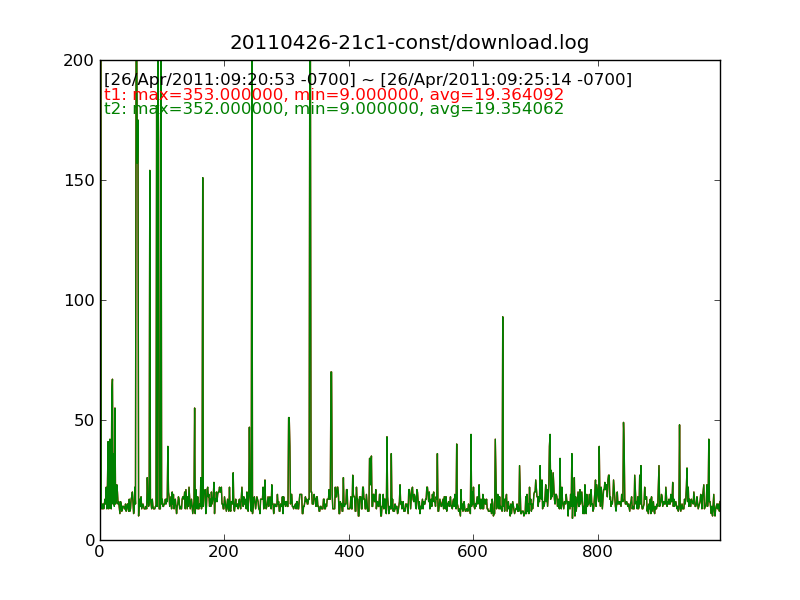 20110426-21c1-const/download.log
200
[26/Apr/2011:09:20:53 -0700] ~ [26/Apr/2011:09:25:14 -0700]
t1: max=353.000000, min=9.000000, avg=19.364092
t2: max=352.000000, min=9.000000, avg=19.354062
150
100
50
0
0 200 400 600 800